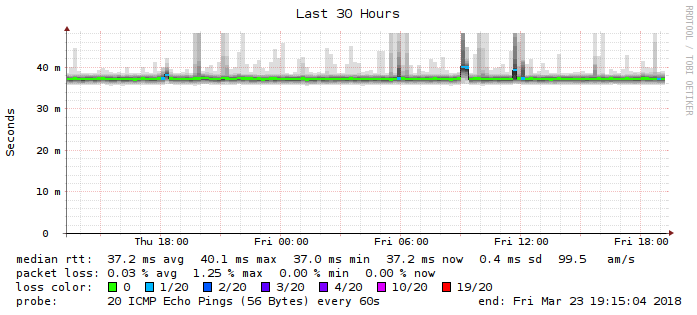 Last 30 Hours
RRDTOOL / TOBI OETIKER
Seconds
40 m
30 m
20 m
10 m
0
Thu 18:00 Fri 00:00 Fri 06:00 Fri 12:00 Fri 18:00
median rtt: 37.2 ms avg 40.1 ms max 37.0 ms min 37.2 ms now 0.4 ms sd 99.5 am/s
packet loss: 0.03 % avg 1.25 % max 0.00 % min 0.00 % now
loss color: 0 1/20 2/20 3/20 4/20 10/20 19/20
probe: 20 ICMP Echo Pings (56 Bytes) every 60s end: Fri Mar 23 19:15:04 2018